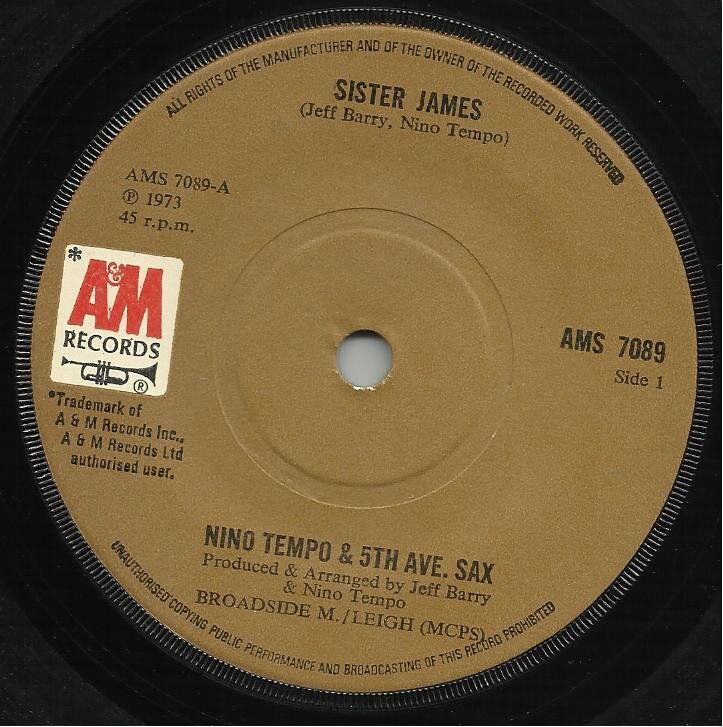 ALL RIGHTS OF THE MANUFACTURER AND OF THE OWNER OF THE RECORDED WORK RESERVED
SISTER JAMES
(Jeff Barry, Nino Tempo)
AMS 7089-A
℗ 1973
45 r.p.m.
*
A&M
RECORDS
®
*Trademark of
A & M Records Inc.,
A & M Records Ltd
authorised user.
AMS 7089
Side 1
NINO TEMPO & 5TH AVE. SAX
Produced & Arranged by Jeff Barry
& Nino Tempo
BROADSIDE M./LEIGH (MCPS)
UNAUTHORISED COPYING PUBLIC PERFORMANCE AND BROADCASTING OF THIS RECORD PROHIBITED